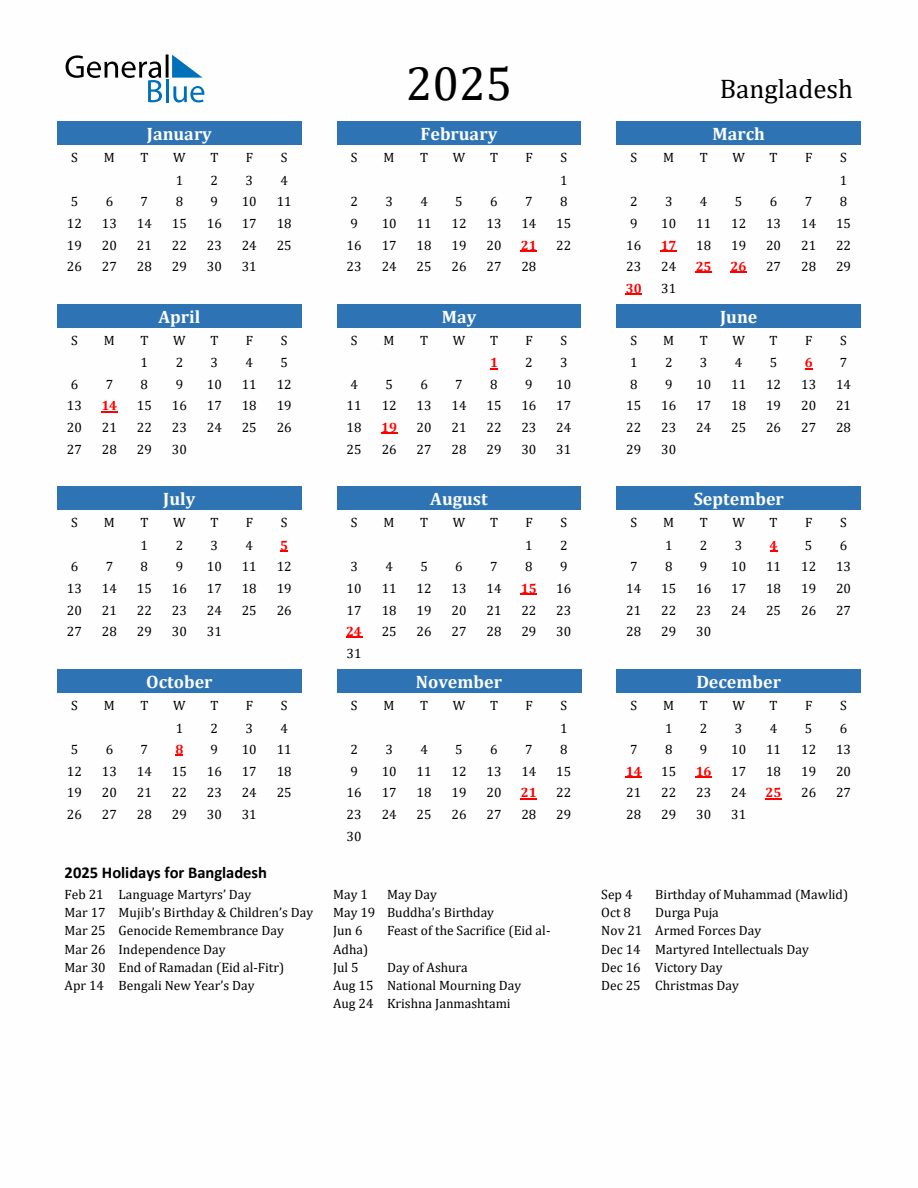 General
Blue
2025
Bangladesh
January February March
S M T W T F S S M T W T F S S M T W T F S
1 2 3 4 1 1
5 6 7 8 9 10 11 2 3 4 5 6 7 8 2 3 4 5 6 7 8
12 13 14 15 16 17 18 9 10 11 12 13 14 15 9 10 11 12 13 14 15
19 20 21 22 23 24 25 16 17 18 19 20 21 22 16 17 18 19 20 21 22
26 27 28 29 30 31 23 24 25 26 27 28 23 24 25 26 27 28 29
30 31
April May June
S M T W T F S S M T W T F S S M T W T F S
1 2 3 4 5 1 2 3 1 2 3 4 5 6 7
6 7 8 9 10 11 12 4 5 6 7 8 9 10 8 9 10 11 12 13 14
13 14 15 16 17 18 19 11 12 13 14 15 16 17 15 16 17 18 19 20 21
20 21 22 23 24 25 26 18 19 20 21 22 23 24 22 23 24 25 26 27 28
27 28 29 30 25 26 27 28 29 30 31 29 30
July August September
S M T W T F S S M T W T F S S M T W T F S
1 2 3 4 5 1 2 1 2 3 4 5 6
6 7 8 9 10 11 12 3 4 5 6 7 8 9 7 8 9 10 11 12 13
13 14 15 16 17 18 19 10 11 12 13 14 15 16 14 15 16 17 18 19 20
20 21 22 23 24 25 26 17 18 19 20 21 22 23 21 22 23 24 25 26 27
27 28 29 30 31 24 25 26 27 28 29 30 28 29 30
31
October November December
S M T W T F S S M T W T F S S M T W T F S
1 2 3 4 1 1 2 3 4 5 6
5 6 7 8 9 10 11 2 3 4 5 6 7 8 7 8 9 10 11 12 13
12 13 14 15 16 17 18 9 10 11 12 13 14 15 14 15 16 17 18 19 20
19 20 21 22 23 24 25 16 17 18 19 20 21 22 21 22 23 24 25 26 27
26 27 28 29 30 31 23 24 25 26 27 28 29 28 29 30 31
30
2025 Holidays for Bangladesh
Feb 21 Language Martyrs’ Day
Mar 17 Mujib’s Birthday & Children’s Day
Mar 25 Genocide Remembrance Day
Mar 26 Independence Day
Mar 30 End of Ramadan (Eid al-Fitr)
Apr 14 Bengali New Year’s Day
May 1 May Day
May 19 Buddha’s Birthday
Jun 6 Feast of the Sacrifice (Eid al-
Adha)
Jul 5 Day of Ashura
Aug 15 National Mourning Day
Aug 24 Krishna Janmashtami
Sep 4 Birthday of Muhammad (Mawlid)
Oct 8 Durga Puja
Nov 21 Armed Forces Day
Dec 14 Martyred Intellectuals Day
Dec 16 Victory Day
Dec 25 Christmas Day